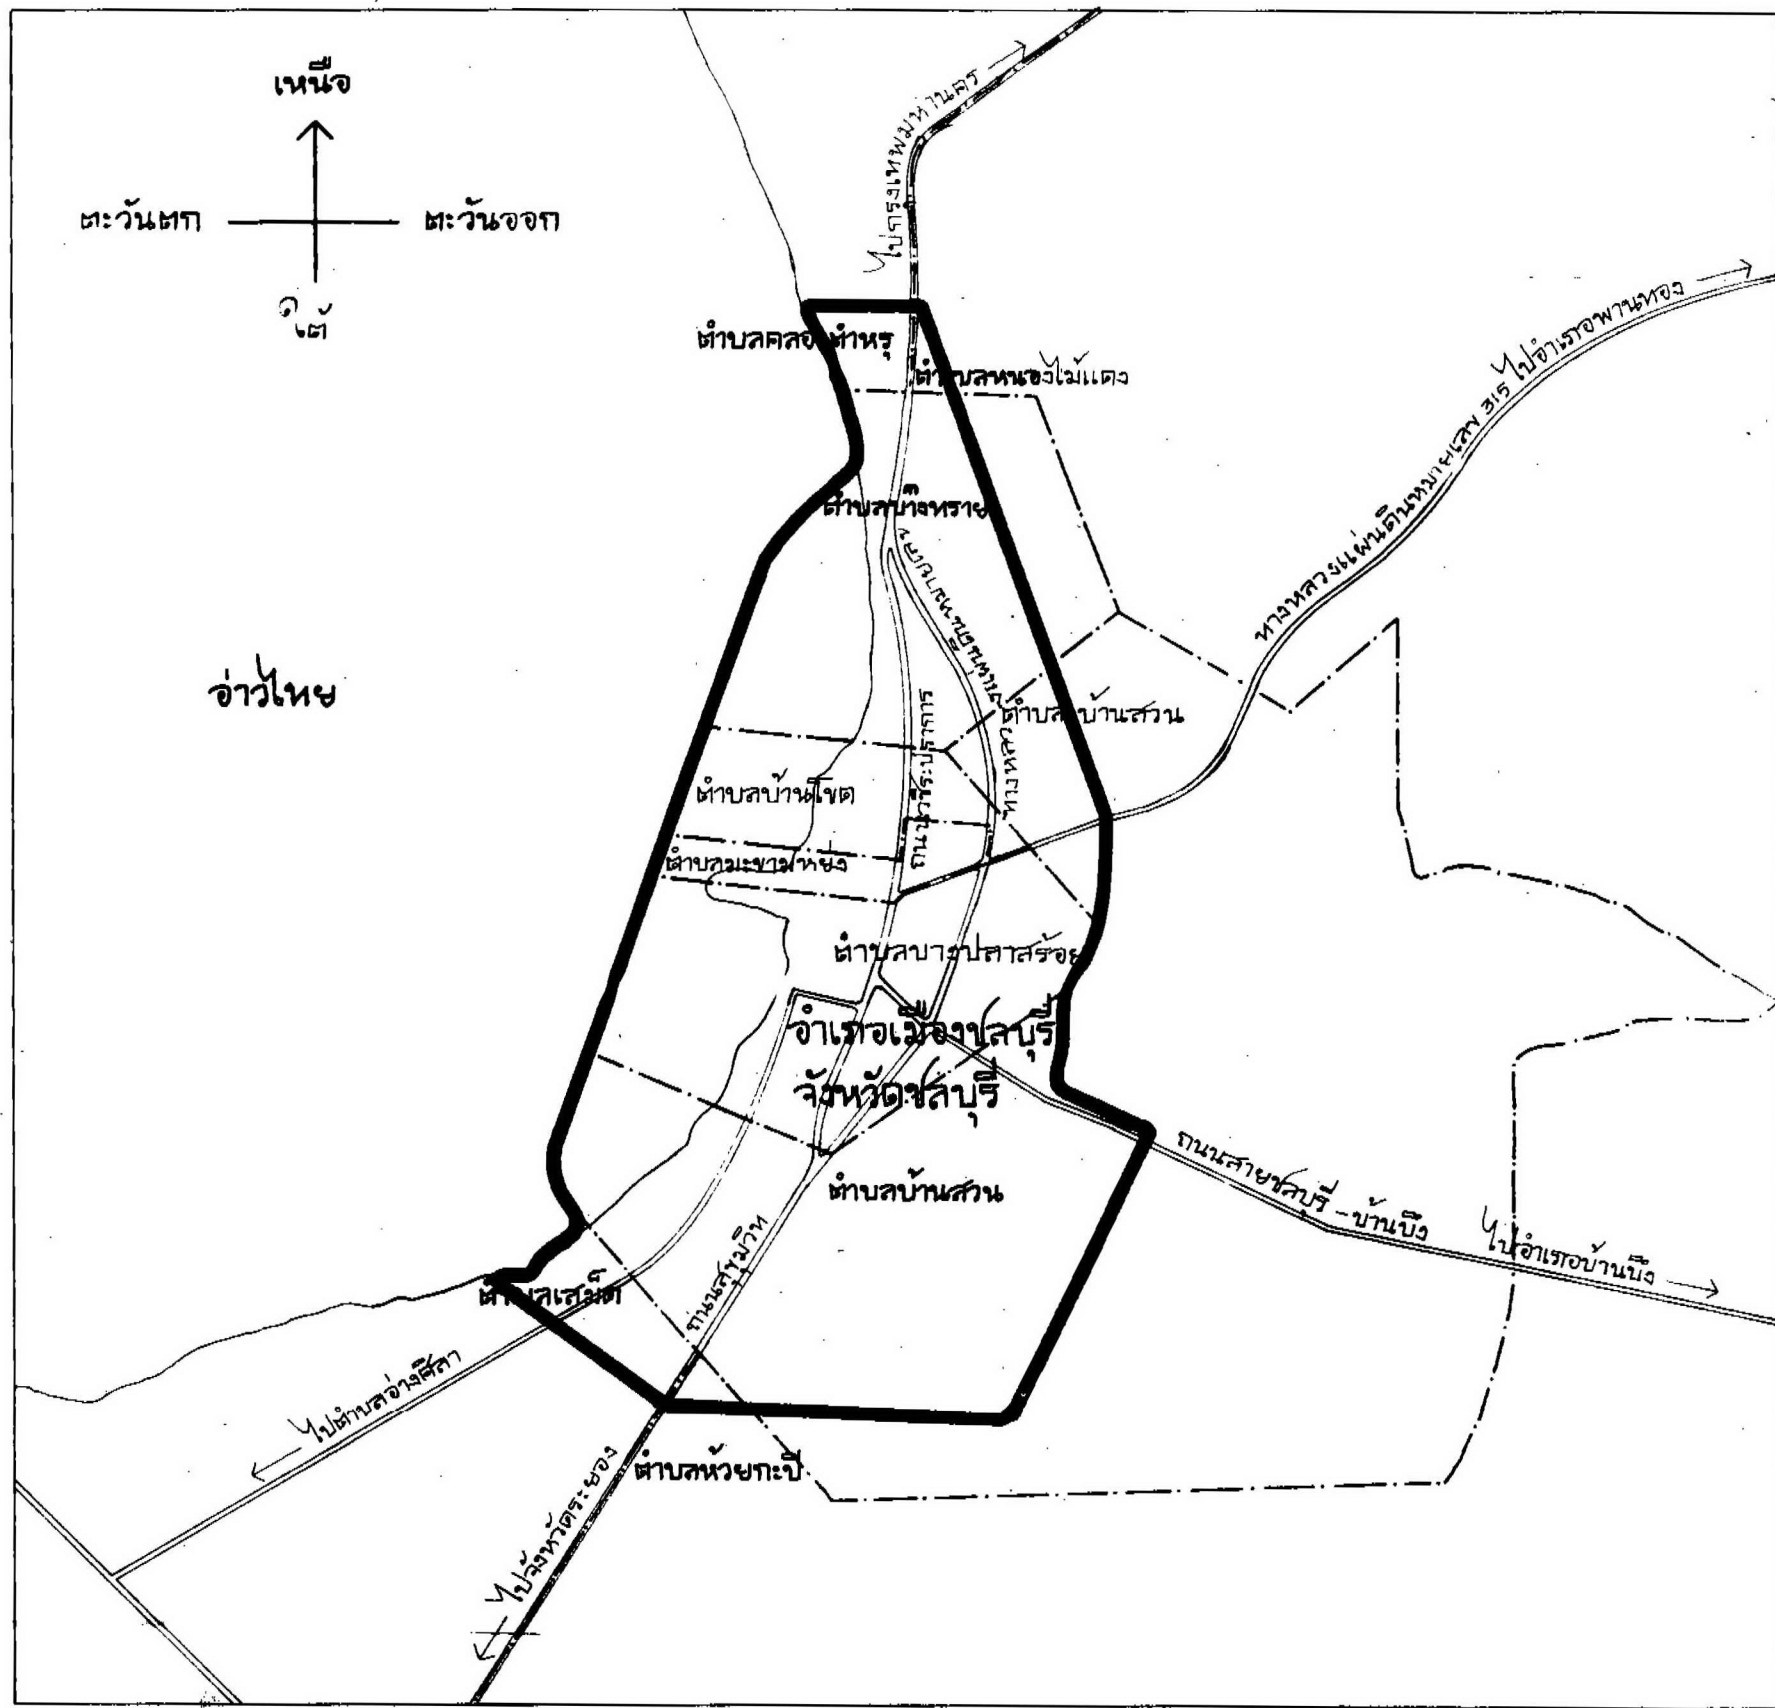 เหนือ
ตะวันตก
ตะวันออก
ใต้
ไปกรุงเทพมหานคร
ตำบลคลองตำหรุ
ตำบลหนองไม้แดง
ทางหลวงแผ่นดินหมายเลข 315 ไปอำเภอพานทอง
ตำบลบางทราย
อ่าวไทย
ตำบลบ้านสวน
ถนนวชิรปราการ
ตำบลบ้านโขด
ตำบลมะขามหย่ง
ตำบลบางปลาสร้อย
อำเภอเมืองชลบุรี
จังหวัดชลบุรี
ถนนสายชลบุรี - บ้านบึง
ไปอำเภอบ้านบึง
ตำบลบ้านสวน
ถนนสุขุมวิท
ตำบลเสม็ด
ไปตำบลอ่างศิลา
ตำบลห้วยกะปิ
ไปจังหวัดระยอง